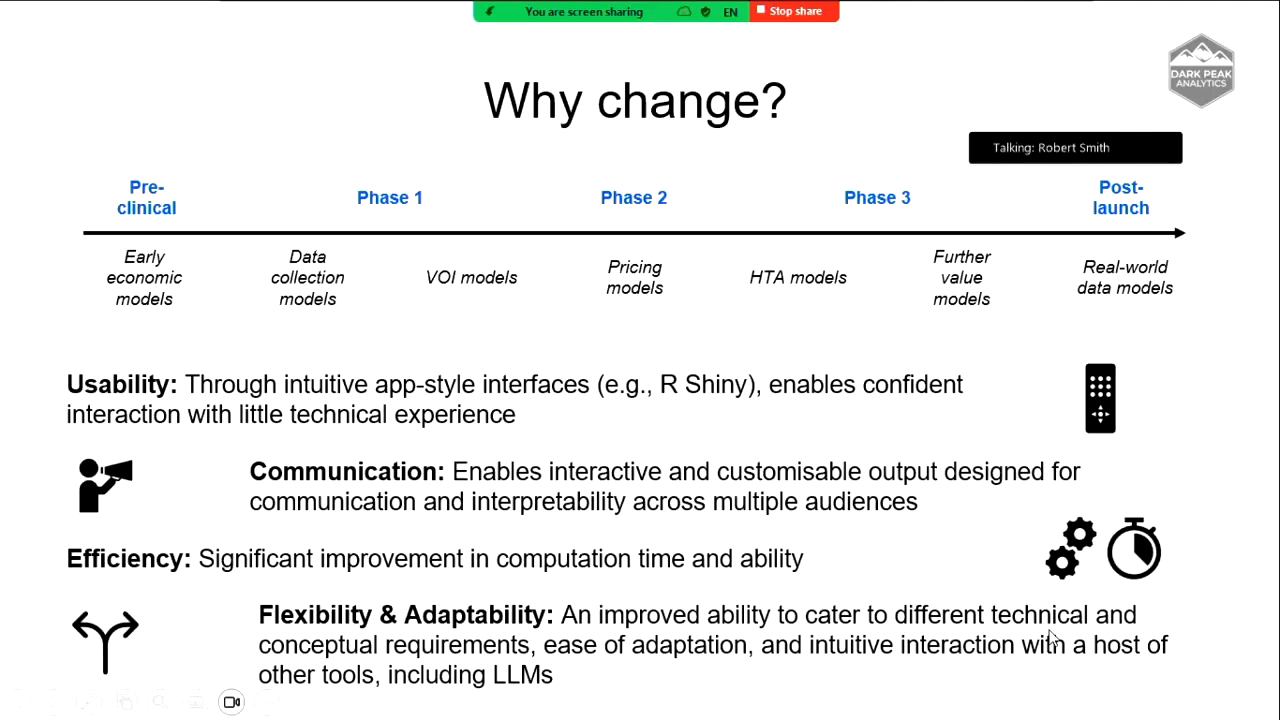 You are screen sharing EN Stop share
DARK PEAK
ANALYTICS
Why change?
Talking: Robert Smith
Pre-
clinical
Phase 1
Phase 2
Phase 3
Post-
launch
Early
economic
models
Data
collection
models
VOI models
Pricing
models
HTA models
Further
value
models
Real-world
data models
Usability: Through intuitive app-style interfaces (e.g., R Shiny), enables confident
interaction with little technical experience
Communication: Enables interactive and customisable output designed for
communication and interpretability across multiple audiences
Efficiency: Significant improvement in computation time and ability
Flexibility & Adaptability: An improved ability to cater to different technical and
conceptual requirements, ease of adaptation, and intuitive interaction with a host of
other tools, including LLMs